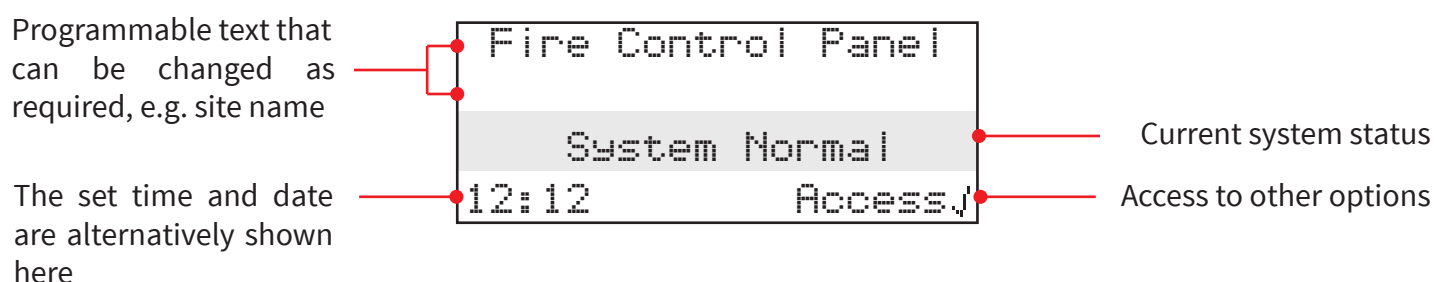 Programmable text that
can be changed as
required, e.g. site name
Fire Control Panel
System Normal
Current system status
The set time and date
are alternatively shown
here
12:12 Access√
Access to other options